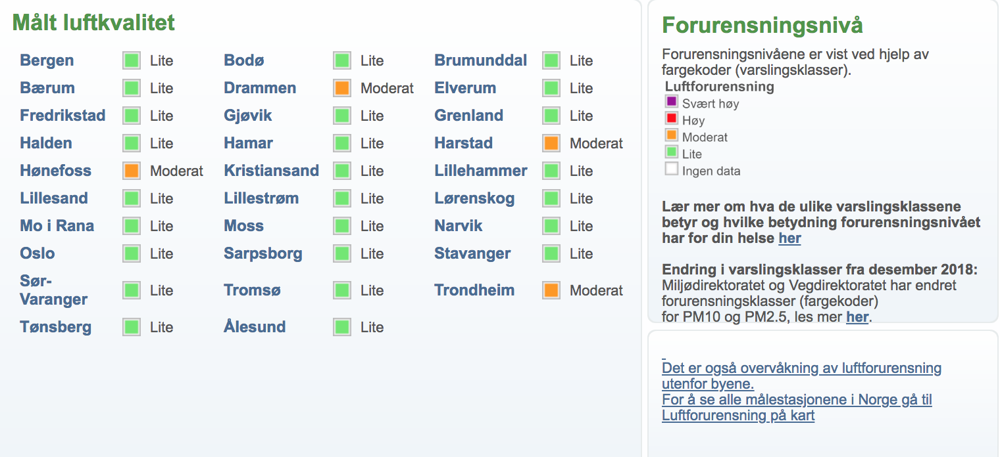 Målt luftkvalitet
Bergen Lite Bodø Lite Brumunddal Lite
Bærum Lite Drammen Moderat Elverum Lite
Fredrikstad Lite Gjøvik Lite Grenland Lite
Halden Lite Hamar Lite Harstad Moderat
Hønefoss Moderat Kristiansand Lite Lillehammer Lite
Lillesand Lite Lillestrøm Lite Lørenskog Lite
Mo i Rana Lite Moss Lite Narvik Lite
Oslo Lite Sarpsborg Lite Stavanger Lite
Sør-
Varanger Lite Tromsø Lite Trondheim Moderat
Tønsberg Lite Ålesund Lite
Forurensningsnivå
Forurensningsnivåene er vist ved hjelp av
fargekoder (varslingsklasser).
Luftforurensning
Svært høy
Høy
Moderat
Lite
Ingen data
Lær mer om hva de ulike varslingsklassene
betyr og hvilke betydning forurensningsnivået
har for din helse her
Endring i varslingsklasser fra desember 2018:
Miljødirektoratet og Vegdirektoratet har endret
forurensningsklasser (fargekoder)
for PM10 og PM2.5, les mer her.
Det er også overvåkning av luftforurensning
utenfor byene.
For å se alle målestasjonene i Norge gå til
Luftforurensning på kart